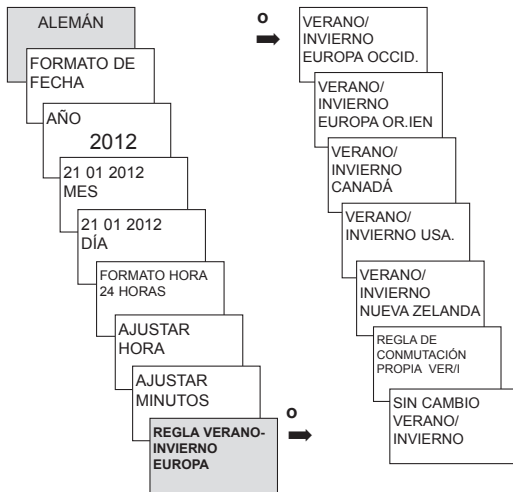 ALEMÁN
FORMATO DE
FECHA
AÑO
2012
21 01 2012
MES
21 01 2012
DÍA
FORMATO HORA
24 HORAS
AJUSTAR
HORA
AJUSTAR
MINUTOS
REGLA VERANO-
INVIERNO
EUROPA
o
o
VERANO/
INVIERNO
EUROPA OCCID.
VERANO/
INVIERNO
EUROPA OR.IEN
VERANO/
INVIERNO
CANADÁ
VERANO/
INVIERNO USA.
VERANO/
INVIERNO
NUEVA ZELANDA
REGLA DE
CONMUTACIÓN
PROPIA VER/I
SIN CAMBIO
VERANO/
INVIERNO